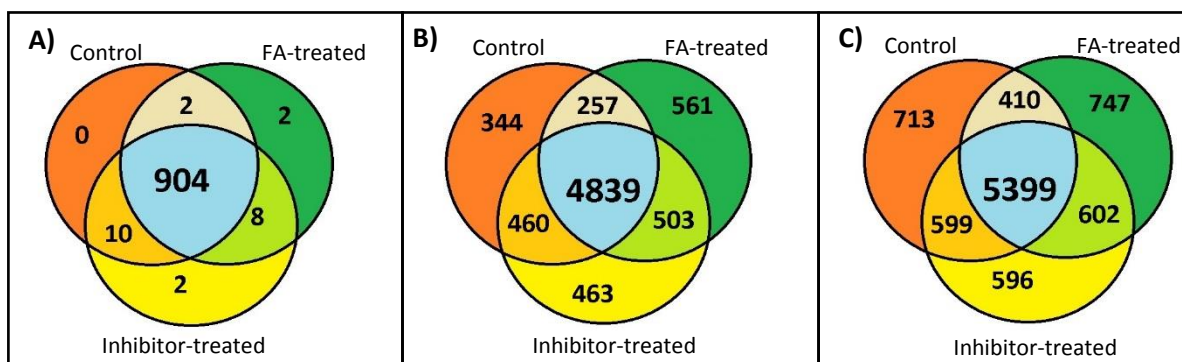 A)
Control
FA-treated
0
2
2
904
10
8
2
Inhibitor-treated
B)
Control
FA-treated
344
257
561
4839
460
503
463
Inhibitor-treated
C)
Control
FA-treated
713
410
747
5399
599
602
596
Inhibitor-treated